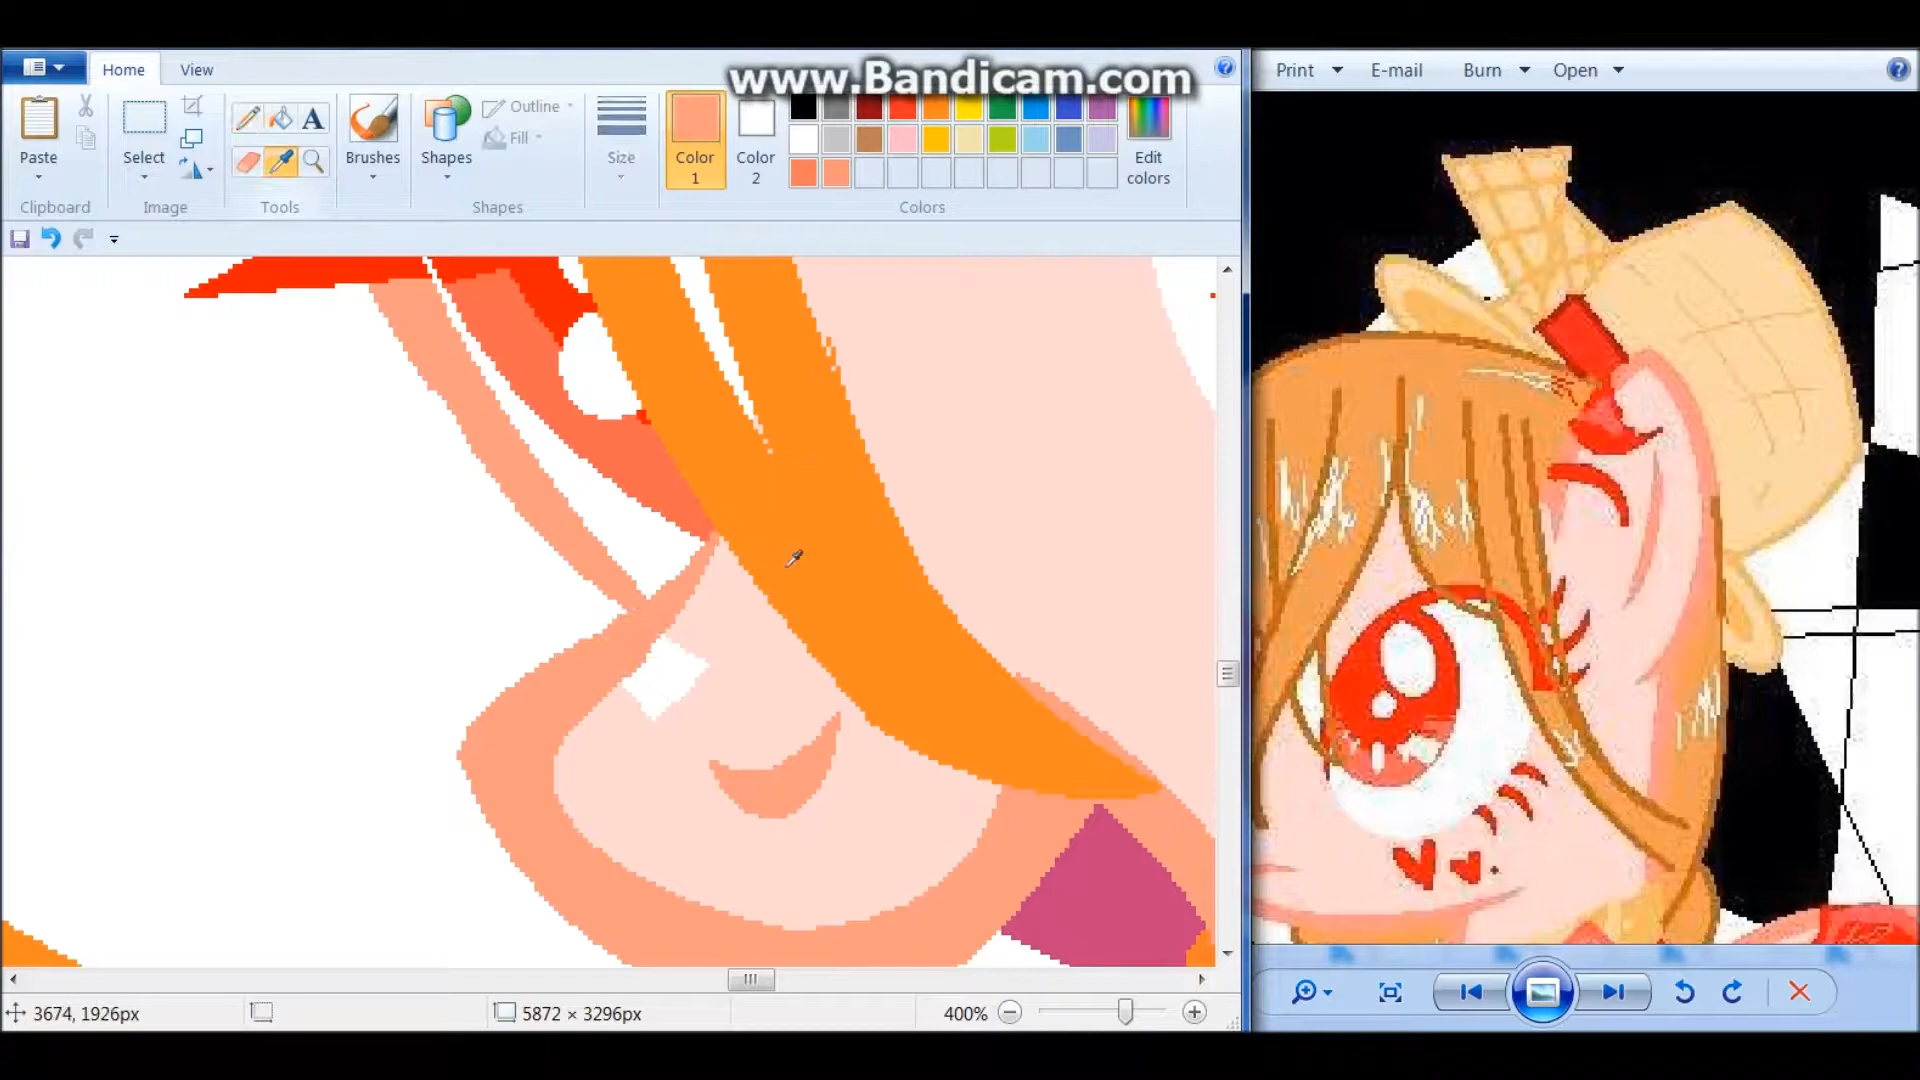 www.Bandicam.com
Home View
Print E-mail Burn Open
Paste
Select
A
Brushes
Shapes
Outline
Fill
Size
Color 1
Color 2
Edit colors
Clipboard Image Tools Shapes Colors
3674, 1926px
5872 × 3296px
400%